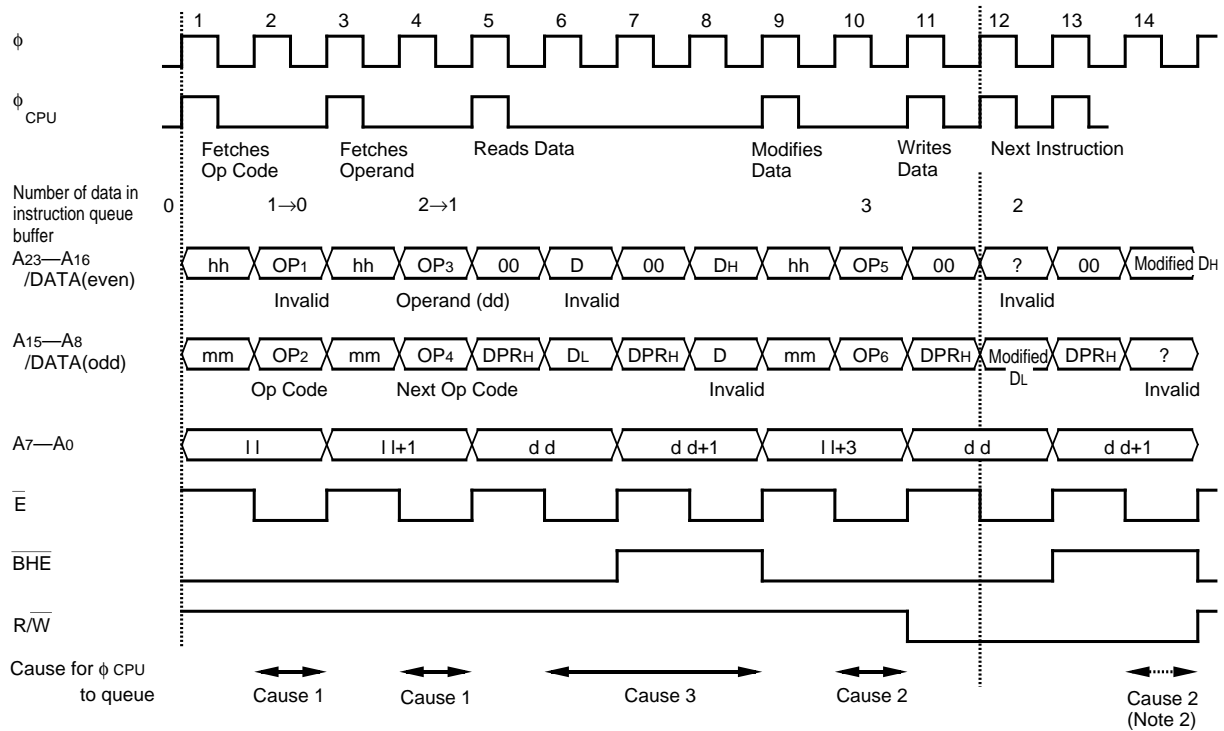 1 2 3 4 5 6 7 8 9 10 11 12 13 14
ϕ
ϕ CPU
Fetches Op Code
Fetches Operand
Reads Data
Modifies Data
Writes Data
Next Instruction
Number of data in instruction queue buffer
0 1→0 2→1 3 2
A23—A16 /DATA(even)
hh OP1 hh OP3 00 D 00 DH hh OP5 00 ? 00 Modified DH
Invalid Operand (dd) Invalid Invalid
A15—A8 /DATA(odd)
mm OP2 mm OP4 DPRH DL DPRH D mm OP6 DPRH Modified DL DPRH ?
Op Code Next Op Code Invalid Invalid
A7—A0
l l l l+1 d d d d+1 l l+3 d d d d+1
E
BHE
R/W
Cause for ϕ CPU to queue
Cause 1 Cause 1 Cause 3 Cause 2 Cause 2
(Note 2)